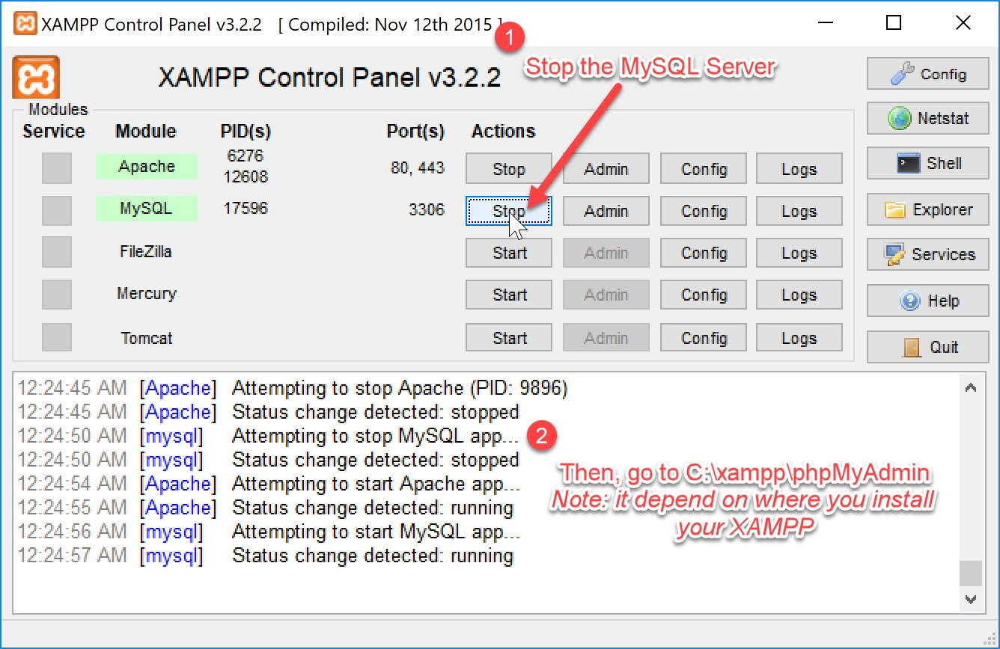 XAMPP Control Panel v3.2.2 [ Compiled: Nov 12th 2015 ]
1
Stop the MySQL Server
XAMPP Control Panel v3.2.2
Config
Modules
Netstat
Service Module PID(s) Port(s) Actions
Apache 6276 12608 80, 443 Stop Admin Config Logs
Shell
MySQL 17596 3306 Stop Admin Config Logs
Explorer
FileZilla Start Admin Config Logs
Services
Mercury Start Admin Config Logs
Help
Tomcat Start Admin Config Logs
Quit
12:24:45 AM [Apache] Attempting to stop Apache (PID: 9896)
12:24:45 AM [Apache] Status change detected: stopped
12:24:50 AM [mysql] Attempting to stop MySQL app...
2
12:24:50 AM [mysql] Status change detected: stopped
12:24:54 AM [Apache] Attempting to start Apache app...
12:24:55 AM [Apache] Status change detected: running
12:24:56 AM [mysql] Attempting to start MySQL app...
12:24:57 AM [mysql] Status change detected: running
Then, go to C:\xampp\phpMyAdmin
Note: it depend on where you install
your XAMPP